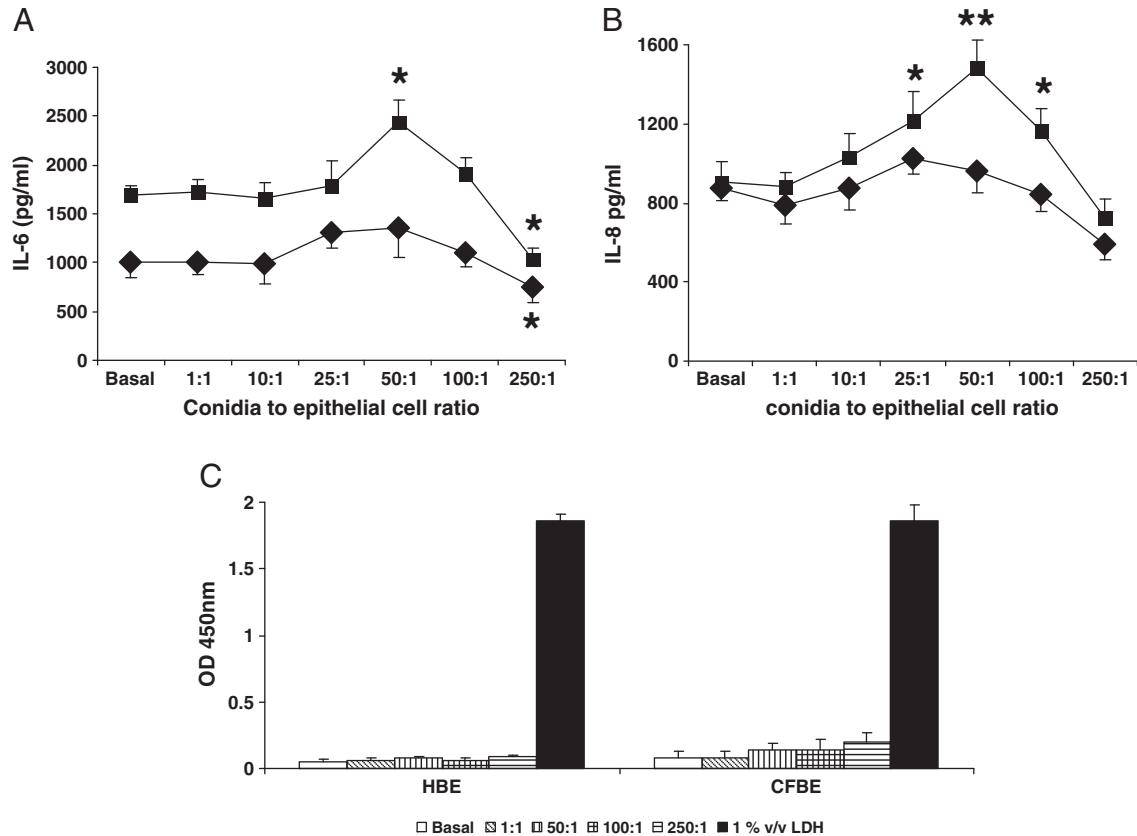 A
B
3000
2500
2000
1500
1000
500
0
IL-6 (pg/ml)
Basal 1:1 10:1 25:1 50:1 100:1 250:1
Conidia to epithelial cell ratio
*
*
*
1600
1200
800
400
0
IL-8 pg/ml
Basal 1:1 10:1 25:1 50:1 100:1 250:1
conidia to epithelial cell ratio
*
**
*
C
2
1.5
1
0.5
0
OD 450nm
HBE CFBE
Basal 1:1 50:1 100:1 250:1 1 % v/v LDH